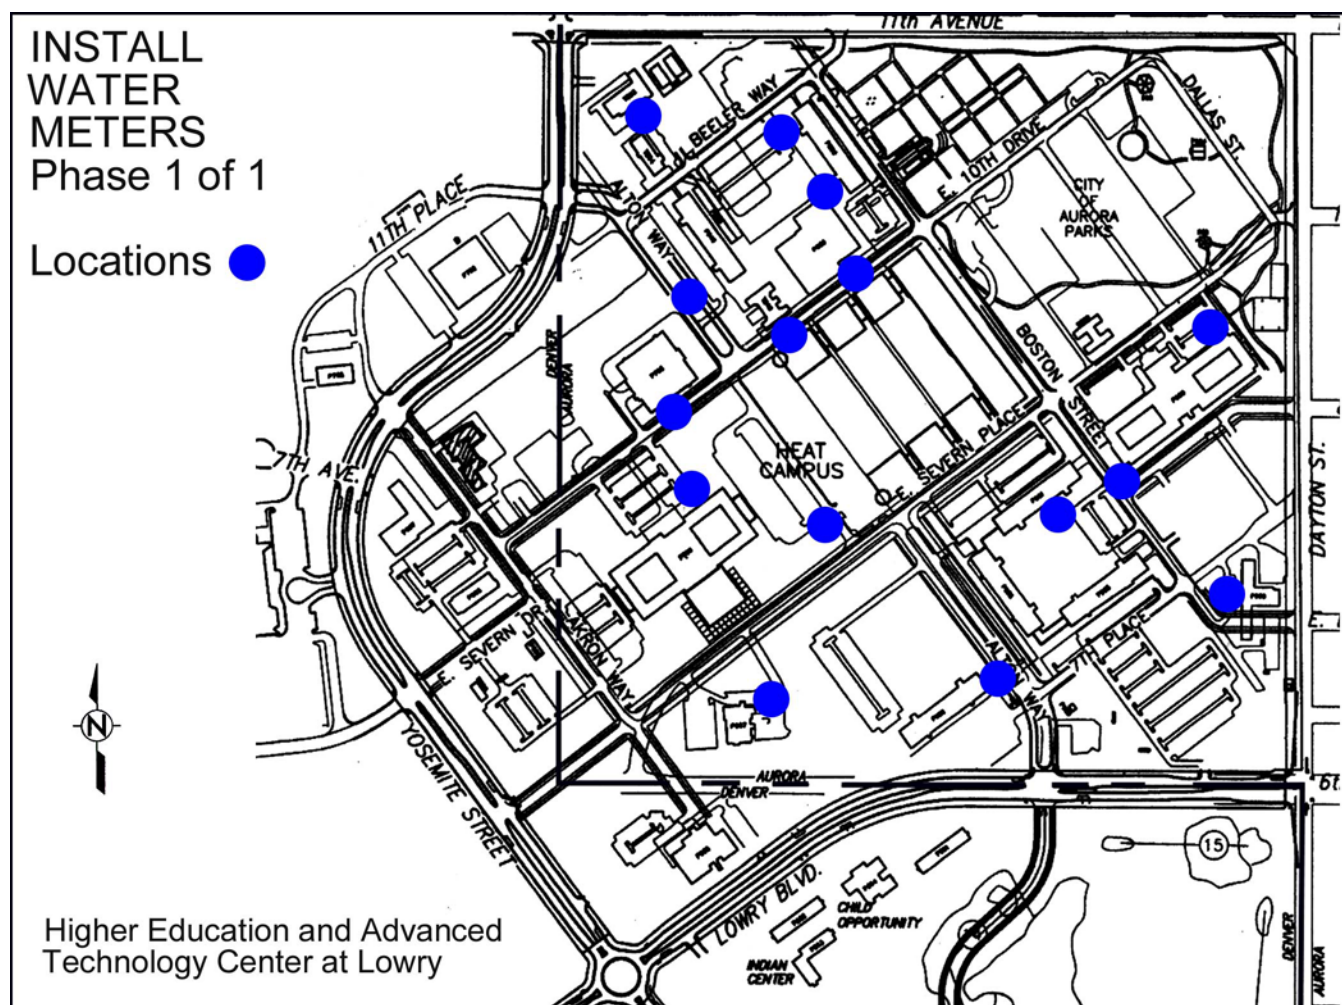 INSTALL
WATER
METERS
Phase 1 of 1
Locations
11th AVENUE
BEELER WAY
DALLAS ST.
E. 10TH DRIVE
ALTON WAY
11TH PLACE
CITY
OF
AURORA
PARKS
DENVER
AURORA
BOSTON STREET
HEAT
CAMPUS
E. SEVERN PLACE
7TH AVE.
DAYTON ST.
E. SEVERN DR.
AKRON WAY
7TH PLACE
ALTON WAY
YOSEMITE STREET
AURORA
DENVER
6t
15
LOWRY BLVD.
CHILD
OPPORTUNITY
INDIAN
CENTER
DENVER
AURORA
N
Higher Education and Advanced
Technology Center at Lowry